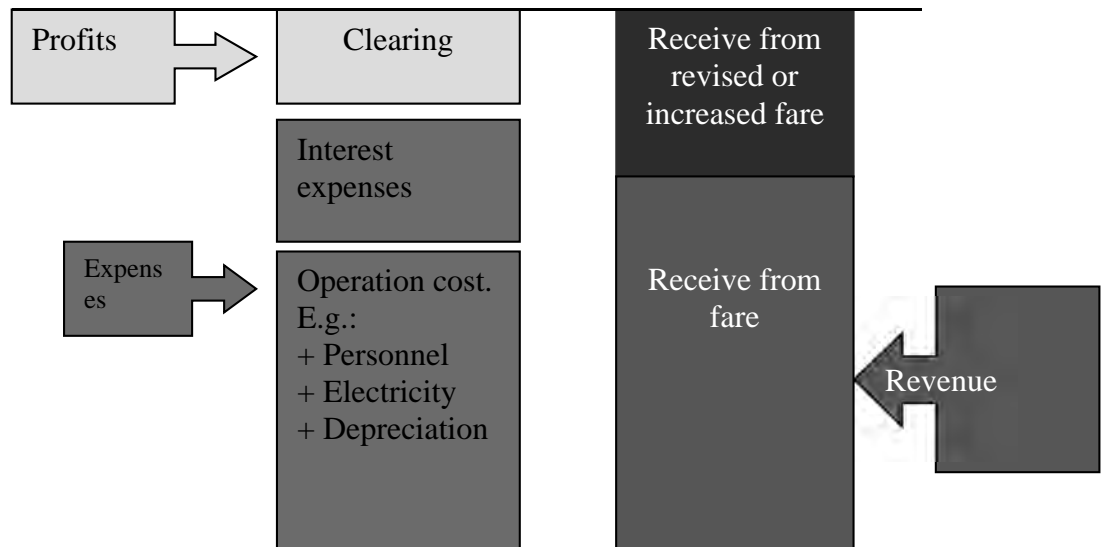 Profits
Clearing
Receive from
revised or
increased fare
Interest
expenses
Expens
es
Operation cost.
E.g.:
+ Personnel
+ Electricity
+ Depreciation
Receive from
fare
Revenue